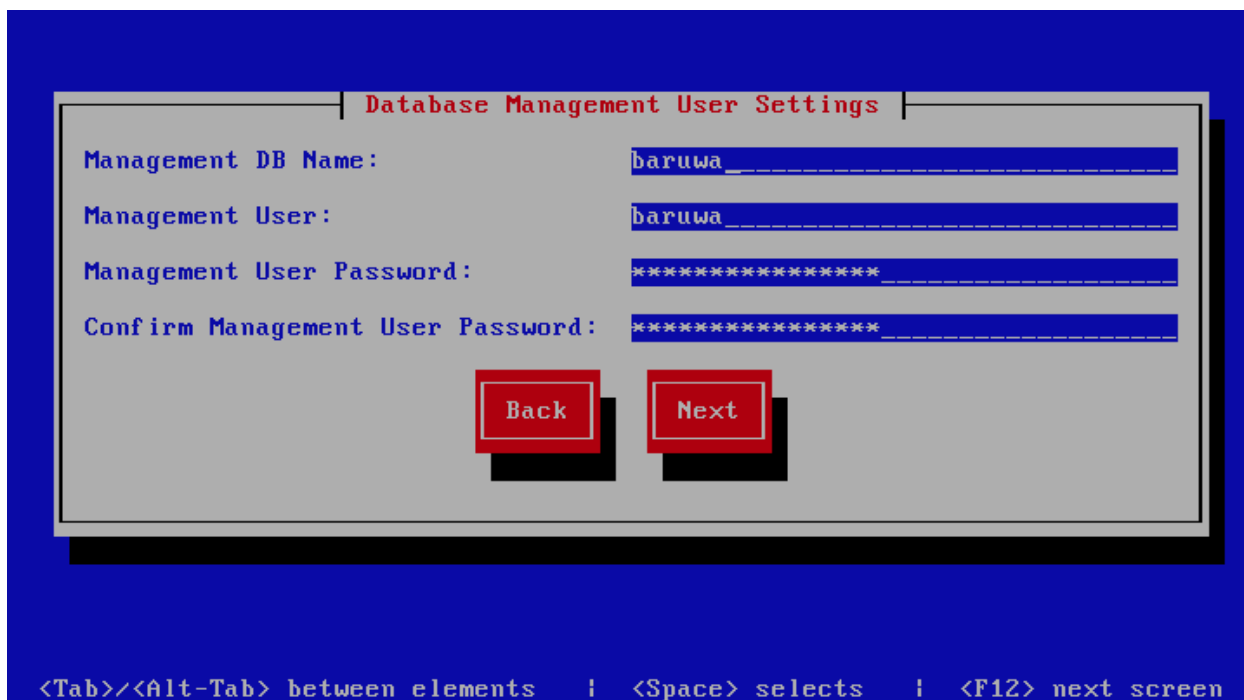 Database Management User Settings
Management DB Name: baruwa
Management User: baruwa
Management User Password: ****************
Confirm Management User Password: ****************
Back Next
<Tab>/<Alt-Tab> between elements | <Space> selects | <F12> next screen